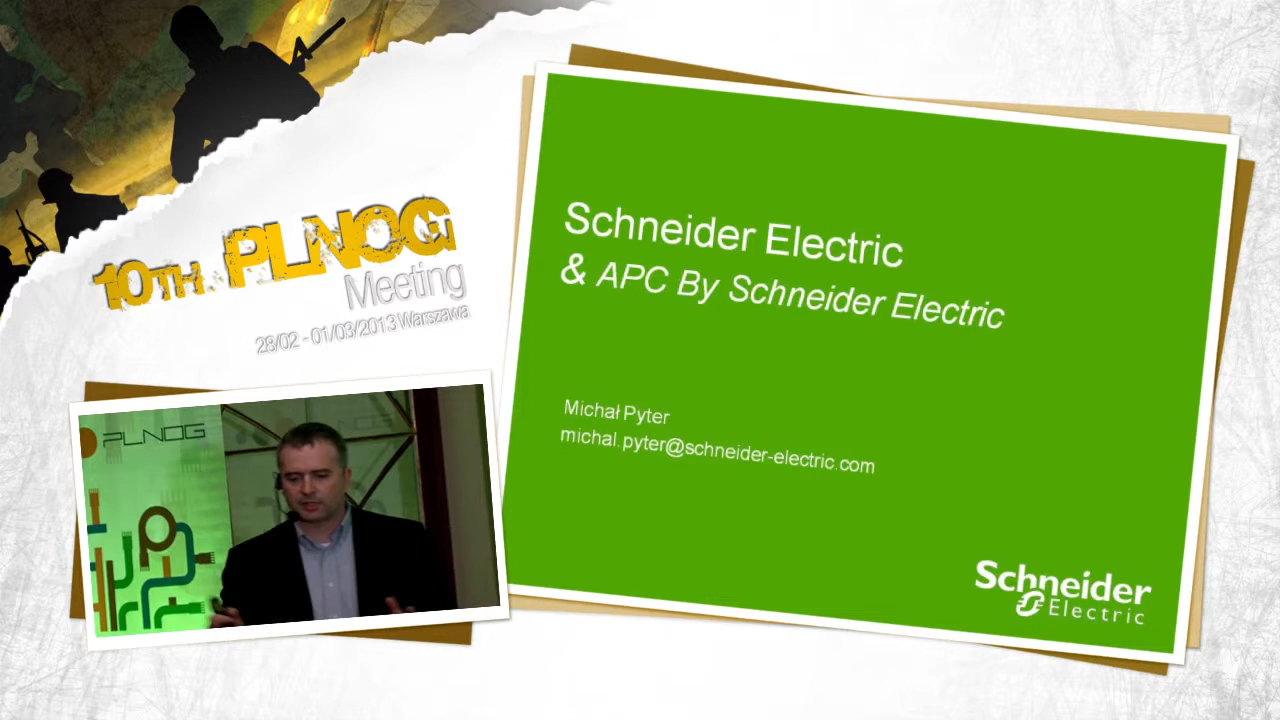 10TH PLNOG
Meeting
28/02 - 01/03/2013 Warszawa
PLNOG
Schneider Electric
& APC By Schneider Electric
Michał Pyter
michal.pyter@schneider-electric.com
Schneider
Electric